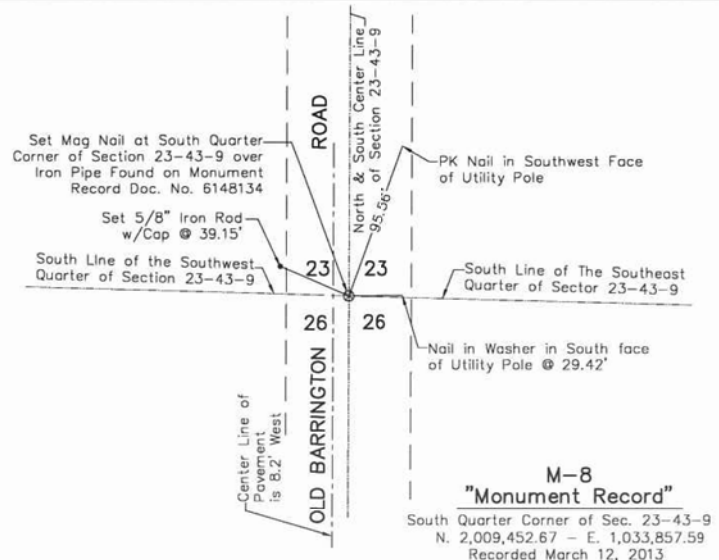 North & South Center Line
of Section 23-43-9
ROAD
Set Mag Nail at South Quarter
Corner of Section 23-43-9 over
Iron Pipe Found on Monument
Record Doc. No. 6148134
95.56'
PK Nail in Southwest Face
of Utility Pole
Set 5/8" Iron Rod
w/Cap @ 39.15'
South Line of the Southwest
Quarter of Section 23-43-9
23
23
South Line of The Southeast
Quarter of Sector 23-43-9
26
26
Nail in Washer in South face
of Utility Pole @ 29.42'
Center Line of
Pavement
is 8.2' West
OLD BARRINGTON
M-8
"Monument Record"
South Quarter Corner of Sec. 23-43-9
N. 2,009,452.67 - E. 1,033,857.59
Recorded March 12, 2013